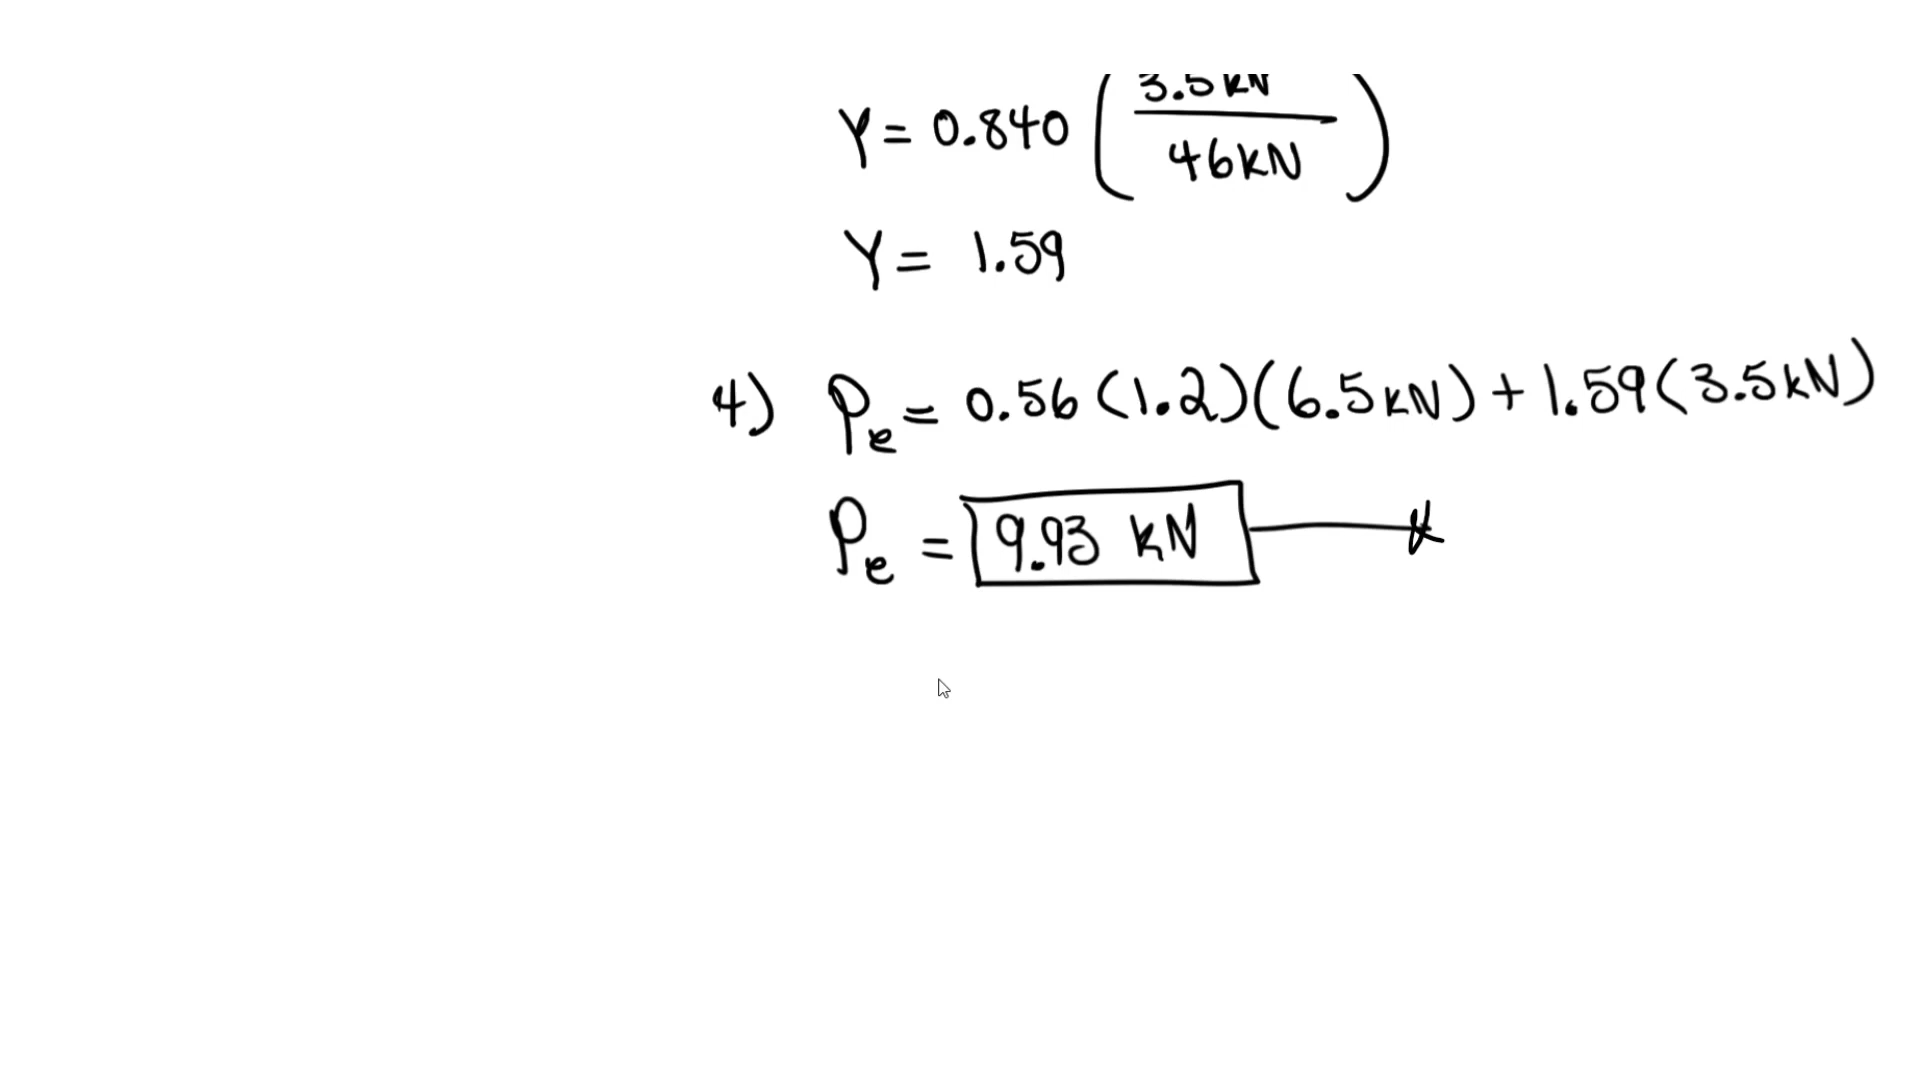 Y = 0.840 (3.5 kN / 46 kN)
Y = 1.59
4) Pe = 0.56 (1.2)(6.5 kN) + 1.59 (3.5 kN)
Pe = 9.93 kN